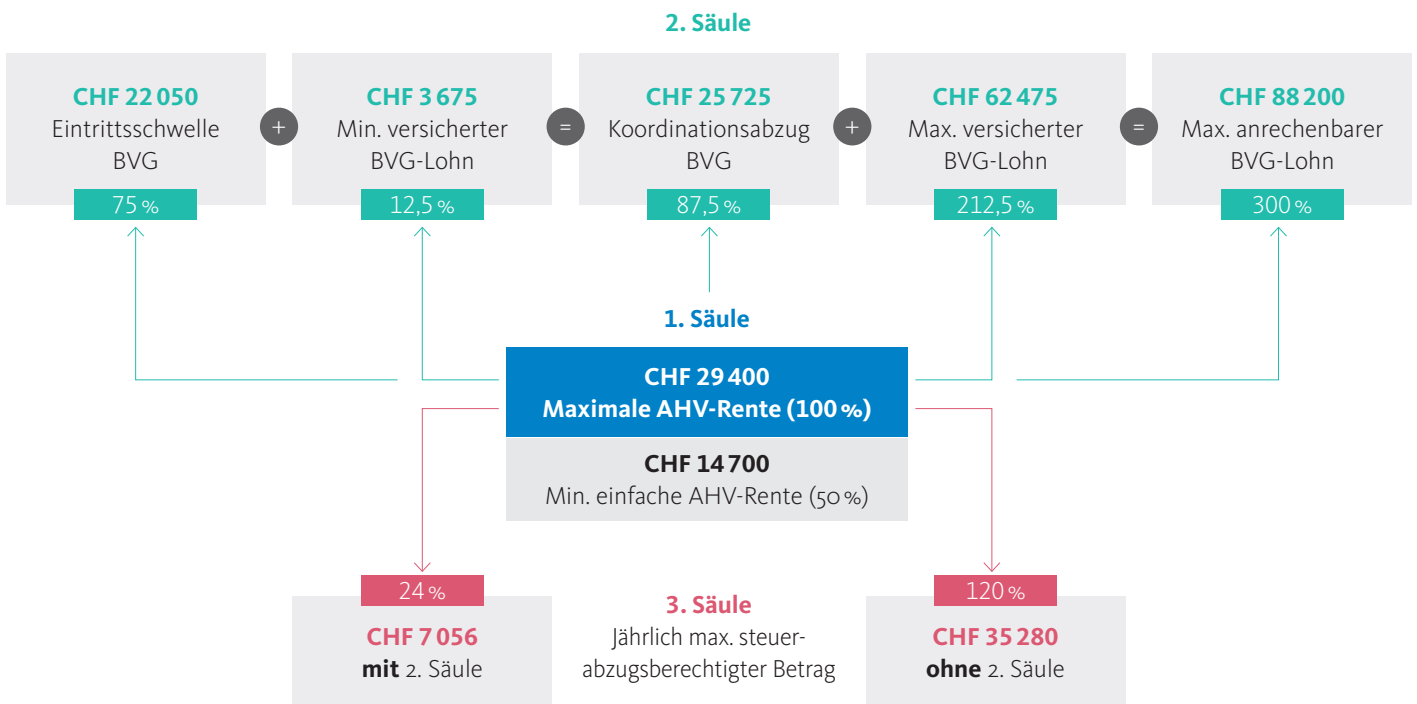 2. Säule
CHF 22 050
Eintrittsschwelle
BVG
75 %
+
CHF 3 675
Min. versicherter
BVG-Lohn
12,5 %
=
CHF 25 725
Koordinationsabzug
BVG
87,5 %
+
CHF 62 475
Max. versicherter
BVG-Lohn
212,5 %
=
CHF 88 200
Max. anrechenbarer
BVG-Lohn
300 %
1. Säule
CHF 29 400
Maximale AHV-Rente (100 %)
CHF 14 700
Min. einfache AHV-Rente (50 %)
24 %
CHF 7 056
mit 2. Säule
3. Säule
Jährlich max. steuer-
abzugsberechtigter Betrag
120 %
CHF 35 280
ohne 2. Säule